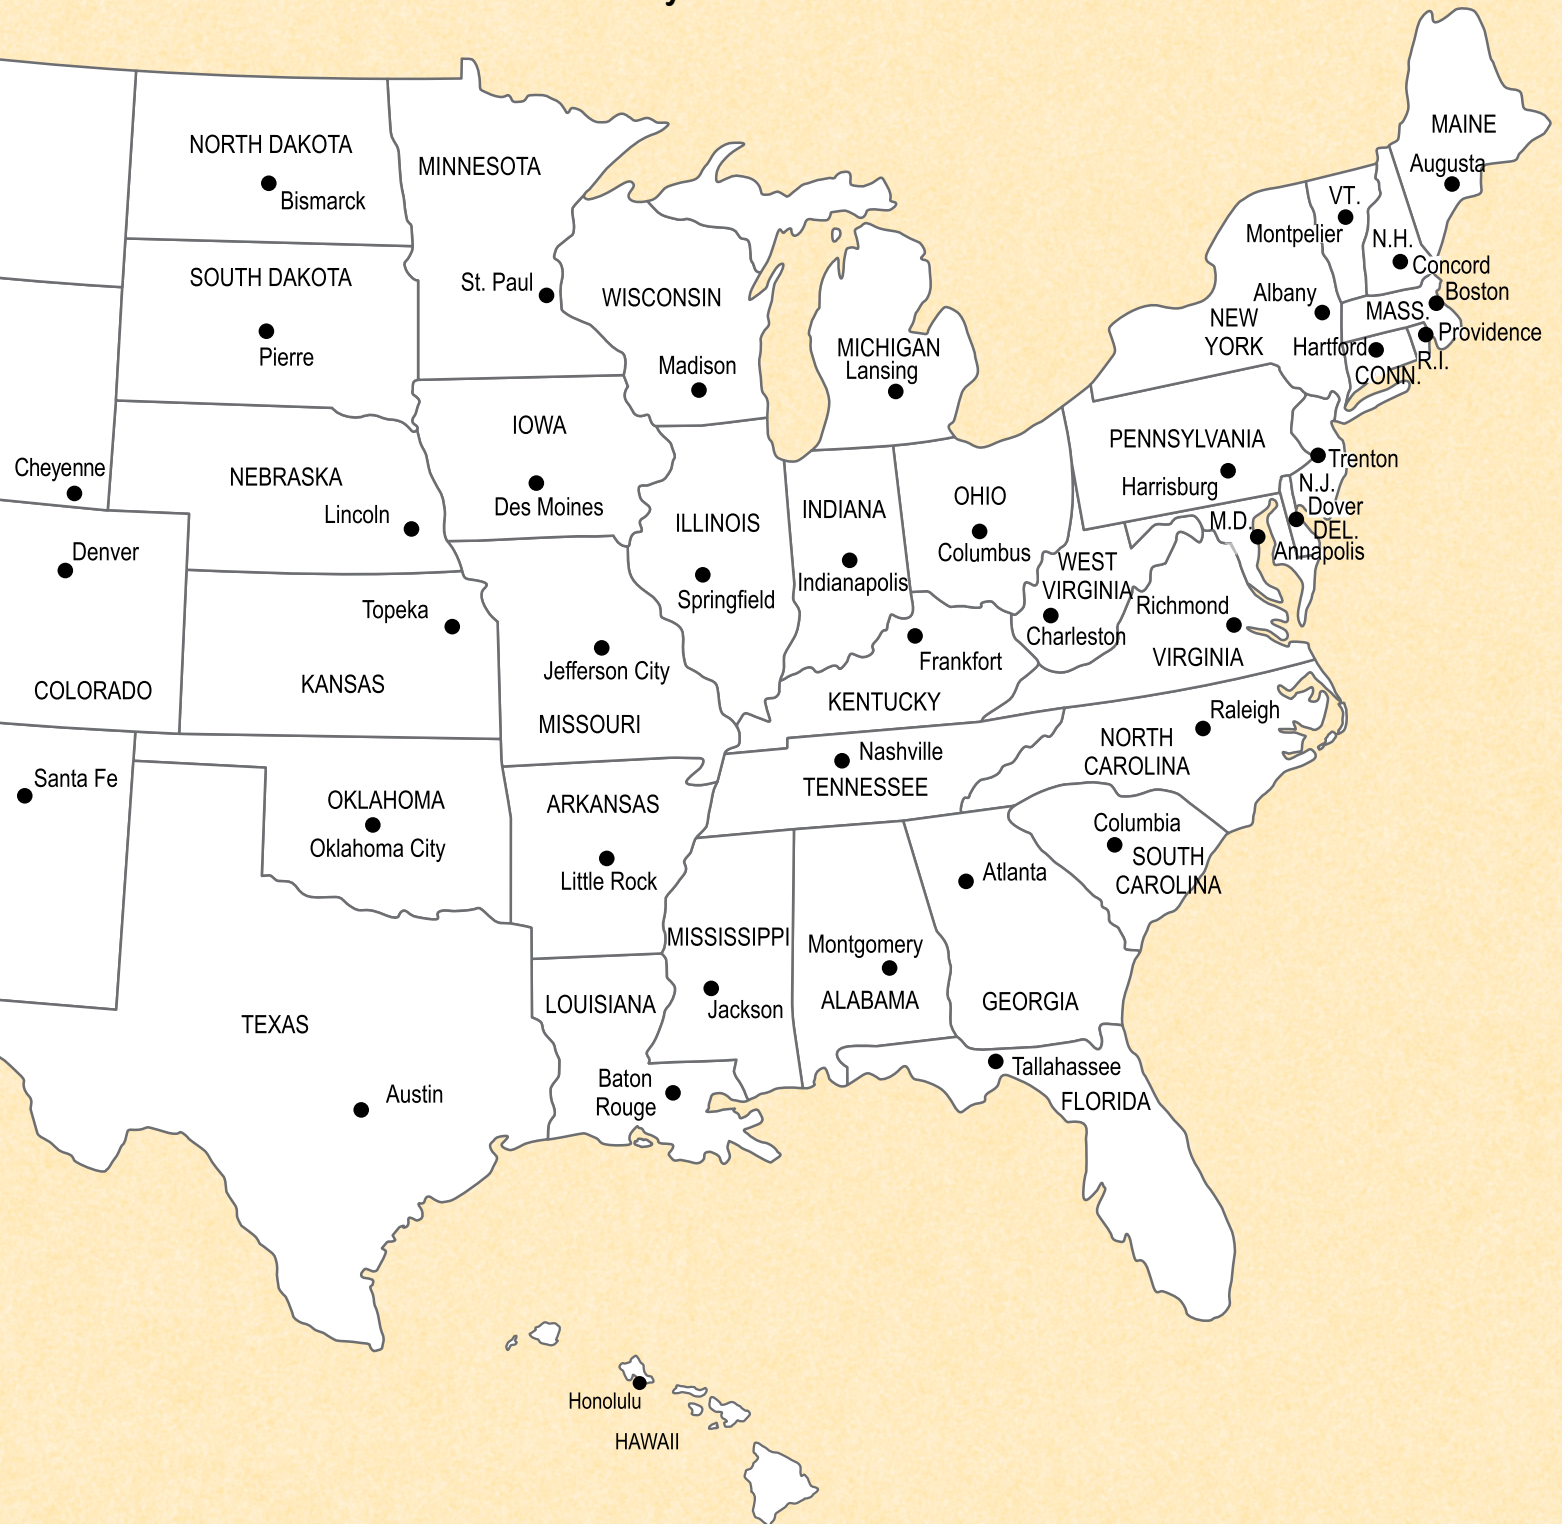 MAINE
Augusta
NORTH DAKOTA
Bismarck
MINNESOTA
VT.
Montpelier
N.H.
Concord
SOUTH DAKOTA
Pierre
St. Paul
WISCONSIN
Madison
MICHIGAN
Lansing
Albany
NEW
YORK
Boston
MASS.
Providence
Hartford
R.I.
CONN.
IOWA
Des Moines
PENNSYLVANIA
Harrisburg
Trenton
N.J.
Dover
DEL.
M.D.
Annapolis
Cheyenne
NEBRASKA
Lincoln
ILLINOIS
Springfield
INDIANA
Indianapolis
OHIO
Columbus
WEST
VIRGINIA
Charleston
Richmond
VIRGINIA
Denver
COLORADO
Topeka
KANSAS
Jefferson City
MISSOURI
Frankfort
KENTUCKY
Raleigh
NORTH
CAROLINA
Nashville
TENNESSEE
Santa Fe
OKLAHOMA
Oklahoma City
ARKANSAS
Little Rock
Columbia
SOUTH
CAROLINA
Atlanta
GEORGIA
MISSISSIPPI
Jackson
Montgomery
ALABAMA
LOUISIANA
Baton
Rouge
TEXAS
Austin
Tallahassee
FLORIDA
Honolulu
HAWAII